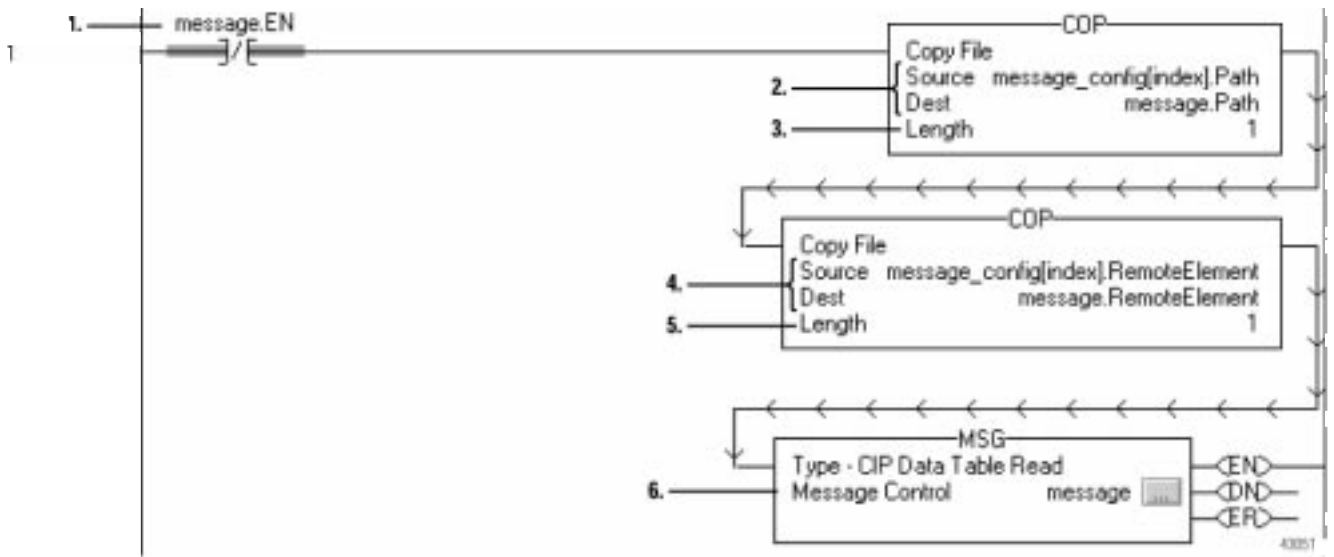 1. message.EN
1
COP
Copy File
2. Source message_config[index].Path
Dest message.Path
3. Length 1
COP
Copy File
4. Source message_config[index].RemoteElement
Dest message.RemoteElement
5. Length 1
MSG
Type - CIP Data Table Read
6. Message Control message ...
EN
DN
ER
43051